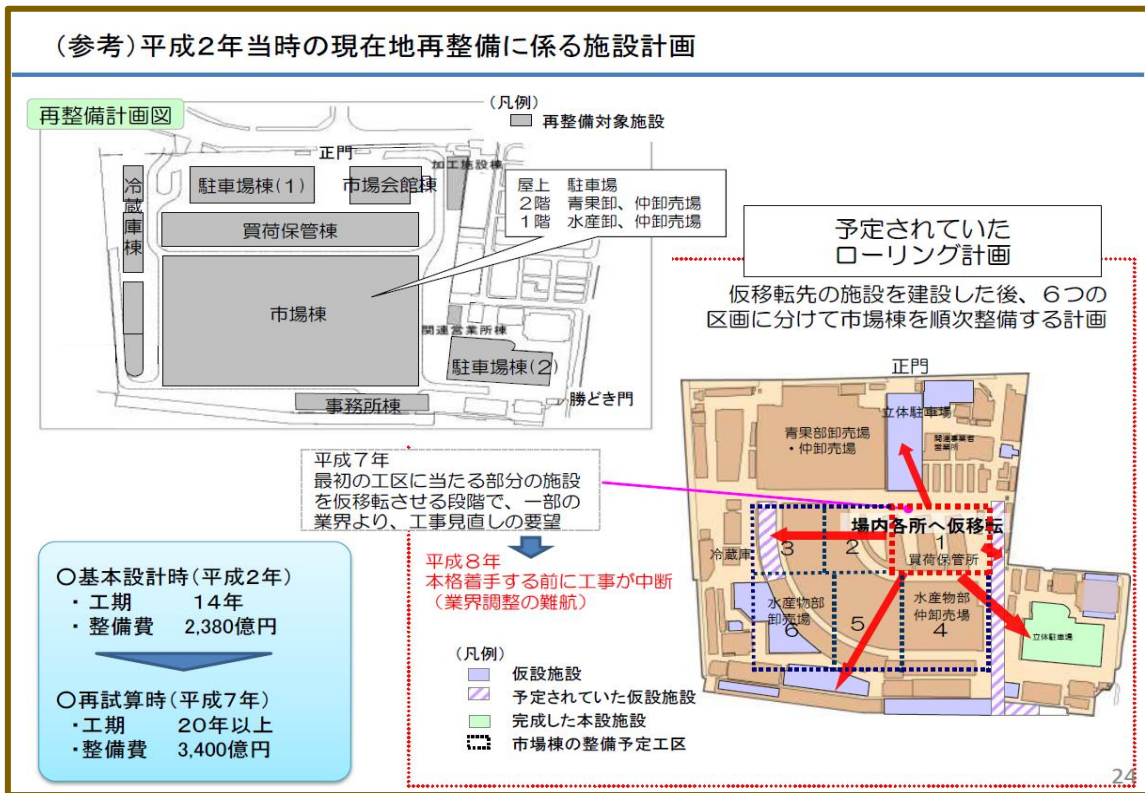 （参考）平成２年当時の現在地再整備に係る施設計画
再整備計画図
（凡例）
再整備対象施設
正門
加工施設棟
冷蔵庫棟
駐車場棟(1)
市場会館棟
屋上　駐車場
２階　青果卸、仲卸売場
１階　水産卸、仲卸売場
買荷保管棟
市場棟
関連営業所棟
駐車場棟(2)
事務所棟
勝どき門
予定されていた
ローリング計画
仮移転先の施設を建設した後、６つの
区画に分けて市場棟を順次整備する計画
正門
立体駐車場
青果部卸売場
・仲卸売場
関連事業者
営業所
場内各所へ仮移転
1
2
3
買荷保管所
冷蔵庫
水産物部
卸売場
6
5
水産物部
仲卸売場
4
立体駐車場
平成７年
最初の工区に当たる部分の施設
を仮移転させる段階で、一部の
業界より、工事見直しの要望
平成８年
本格着手する前に工事が中断
（業界調整の難航）
（凡例）
仮設施設
予定されていた仮設施設
完成した本設施設
市場棟の整備予定工区
〇基本設計時（平成２年）
・ 工期　　14年
・ 整備費　2,380億円
〇再試算時（平成７年）
・工期　　20年以上
・整備費　3,400億円
24